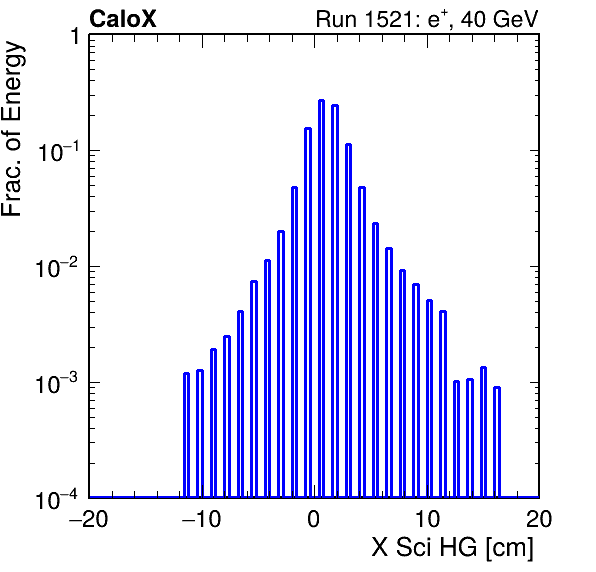 CaloX Run 1521: e⁺, 40 GeV
Frac. of Energy
1
10⁻¹
10⁻²
10⁻³
10⁻⁴
−20 −10 0 10 20
X Sci HG [cm]